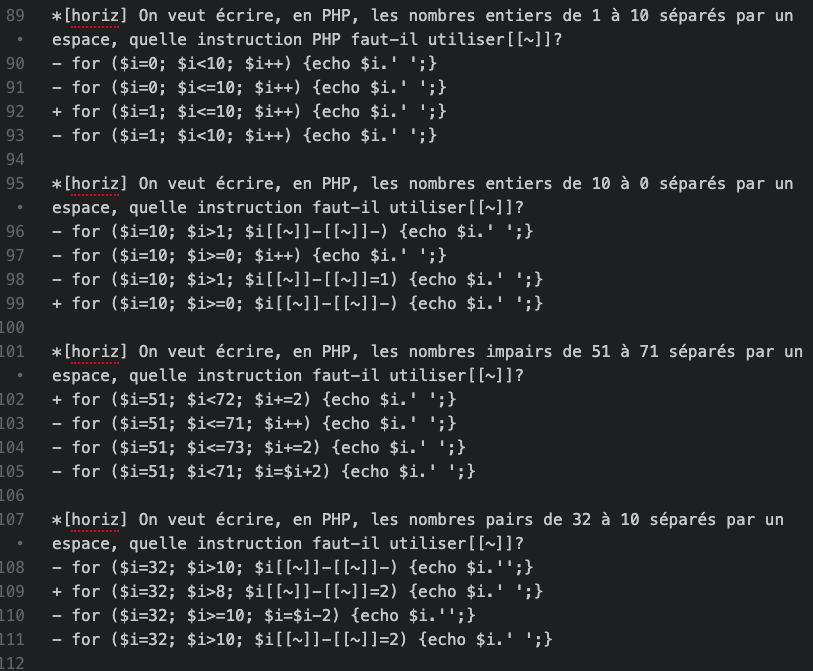 89 *[horiz] On veut écrire, en PHP, les nombres entiers de 1 à 10 séparés par un
• espace, quelle instruction PHP faut-il utiliser[[~]]?
90 - for ($i=0; $i<10; $i++) {echo $i.' ';}
91 - for ($i=0; $i<=10; $i++) {echo $i.' ';}
92 + for ($i=1; $i<=10; $i++) {echo $i.' ';}
93 - for ($i=1; $i<10; $i++) {echo $i.' ';}
94
95 *[horiz] On veut écrire, en PHP, les nombres entiers de 10 à 0 séparés par un
• espace, quelle instruction faut-il utiliser[[~]]?
96 - for ($i=10; $i>1; $i[[~]]-[[~]]-) {echo $i.' ';}
97 - for ($i=10; $i>=0; $i++) {echo $i.' ';}
98 - for ($i=10; $i>1; $i[[~]]-[[~]]=1) {echo $i.' ';}
99 + for ($i=10; $i>=0; $i[[~]]-[[~]]-) {echo $i.' ';}
100
101 *[horiz] On veut écrire, en PHP, les nombres impairs de 51 à 71 séparés par un
• espace, quelle instruction faut-il utiliser[[~]]?
102 + for ($i=51; $i<72; $i+=2) {echo $i.' ';}
103 - for ($i=51; $i<=71; $i++) {echo $i.' ';}
104 - for ($i=51; $i<=73; $i+=2) {echo $i.' ';}
105 - for ($i=51; $i<71; $i=$i+2) {echo $i.' ';}
106
107 *[horiz] On veut écrire, en PHP, les nombres pairs de 32 à 10 séparés par un
• espace, quelle instruction faut-il utiliser[[~]]?
108 - for ($i=32; $i>10; $i[[~]]-[[~]]-) {echo $i.'';}
109 + for ($i=32; $i>8; $i[[~]]-[[~]]=2) {echo $i.' ';}
110 - for ($i=32; $i>=10; $i=$i-2) {echo $i.'';}
111 - for ($i=32; $i>10; $i[[~]]-[[~]]=2) {echo $i.' ';}
112